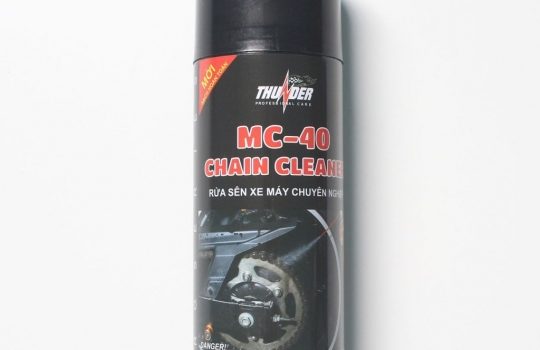 MỚI
THUNDER
PROFESSIONAL CARE
MC-40
CHAIN CLEANE
RỬA SÊN XE MÁY CHUYÊN NGH
DANGER!